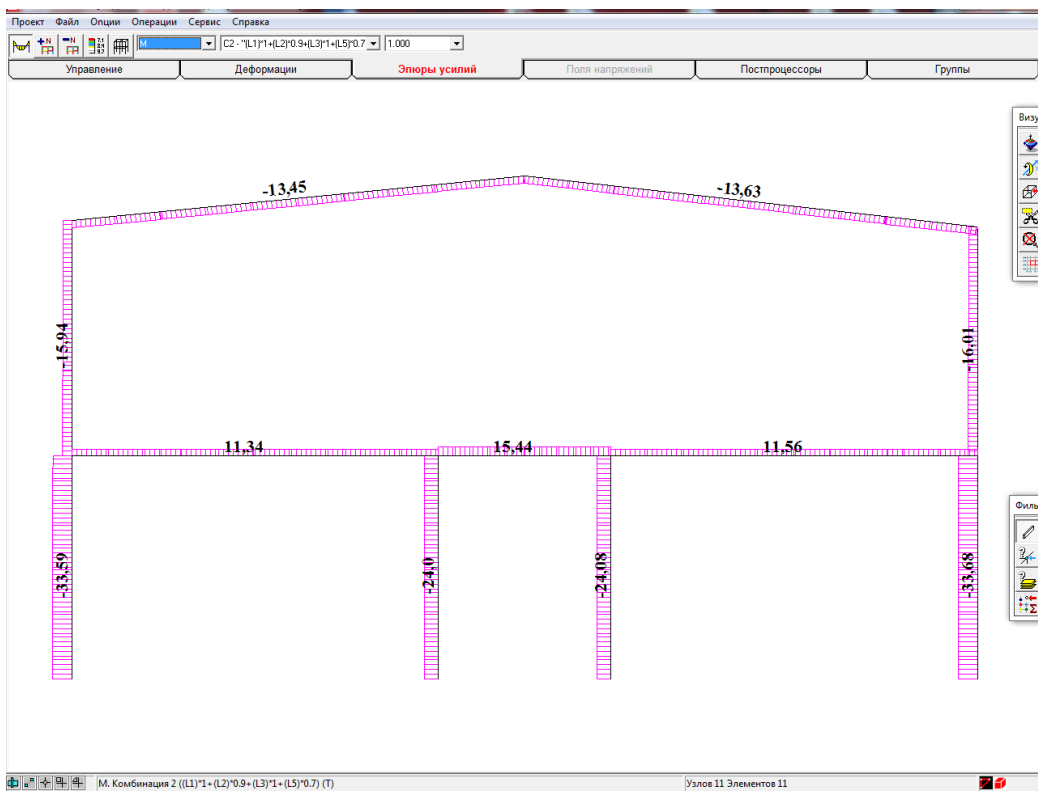 Проект Файл Опции Операции Сервис Справка
M C2 - "(L1)*1+(L2)*0.9+(L3)*1+(L5)*0.7 1.000
Управление Деформации Эпюры усилий Поля напряжений Постпроцессоры Группы
Визу
-13,45 -13,63
-15,94 -16,01
11,34 15,44 11,56
Филь
-33,59 -24,0 -24,08 -33,68
М. Комбинация 2 ((L1)*1+(L2)*0.9+(L3)*1+(L5)*0.7) (Т) Узлов 11 Элементов 11